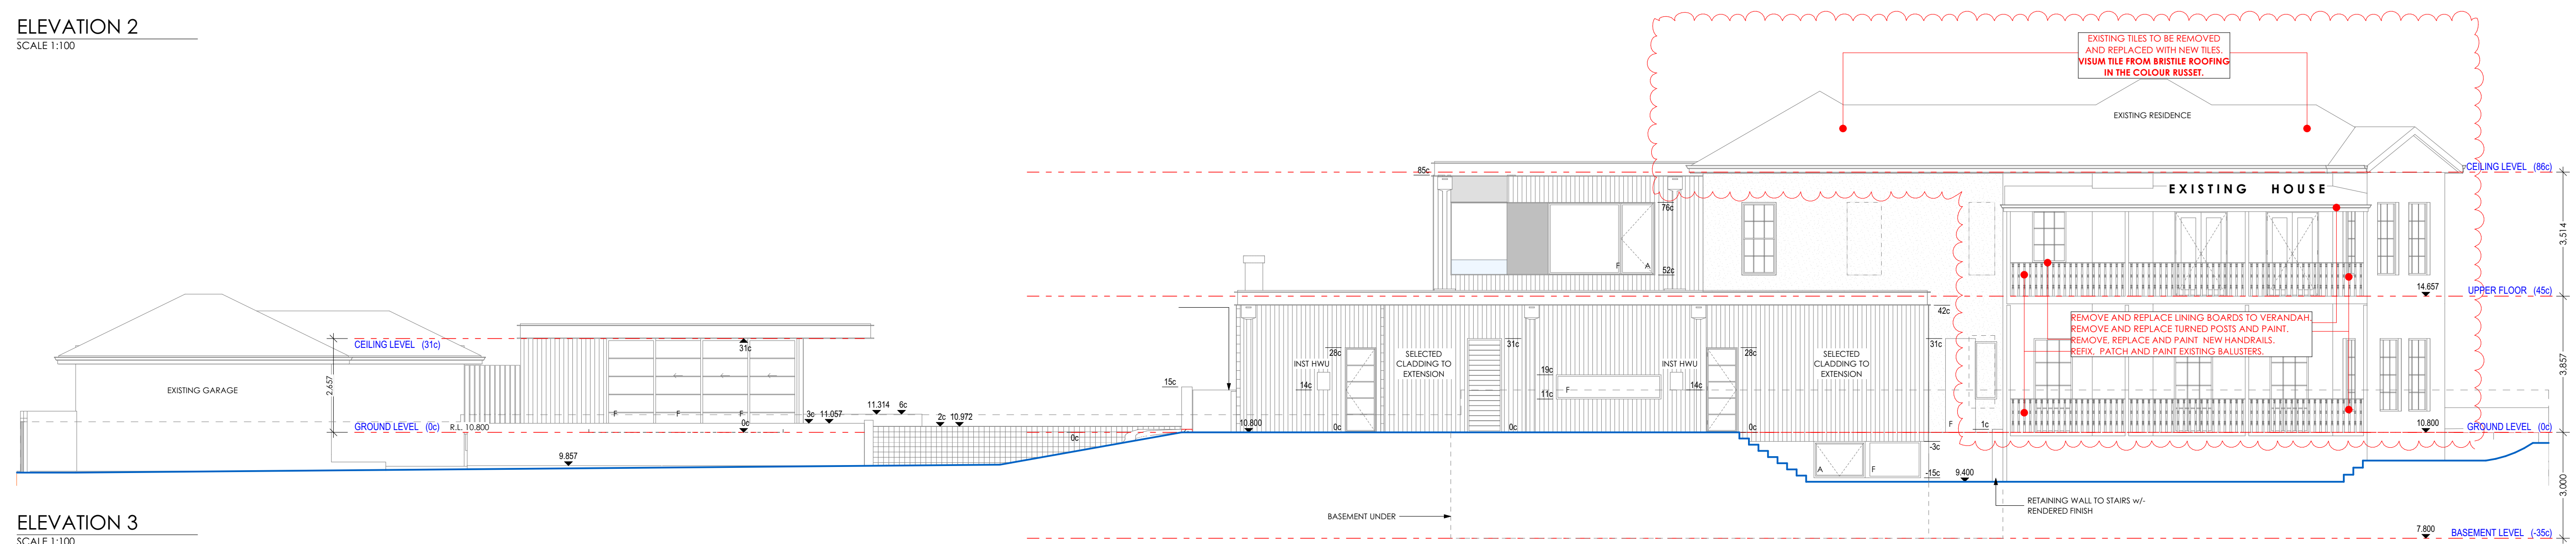 ELEVATION 2
SCALE 1:100
EXISTING TILES TO BE REMOVED
AND REPLACED WITH NEW TILES.
VISUM TILE FROM BRISTILE ROOFING
IN THE COLOUR RUSSET.
EXISTING RESIDENCE
CEILING LEVEL (86c)
85c
EXISTING HOUSE
76c
3.514
F
A
52c
14.657
UPPER FLOOR (45c)
42c
REMOVE AND REPLACE LINING BOARDS TO VERANDAH.
REMOVE AND REPLACE TURNED POSTS AND PAINT.
REMOVE, REPLACE AND PAINT NEW HANDRAILS.
REFIX, PATCH AND PAINT EXISTING BALUSTERS.
CEILING LEVEL (31c)
31c
28c
SELECTED
CLADDING TO
EXTENSION
31c
28c
SELECTED
CLADDING TO
EXTENSION
31c
INST HWU
INST HWU
3.857
EXISTING GARAGE
2.657
15c
14c
19c
F
11c
14c
11.314
6c
F
F
F
3c
11.057
2c
10.972
GROUND LEVEL (0c)
R.L. 10.800
0c
0c
10.800
0c
0c
0c
F
1c
10.800
GROUND LEVEL (0c)
9.857
-3c
A
F
-15c
9.400
3.000
RETAINING WALL TO STAIRS w/-
RENDERED FINISH
BASEMENT UNDER
7.800
BASEMENT LEVEL (-35c)
ELEVATION 3
SCALE 1:100